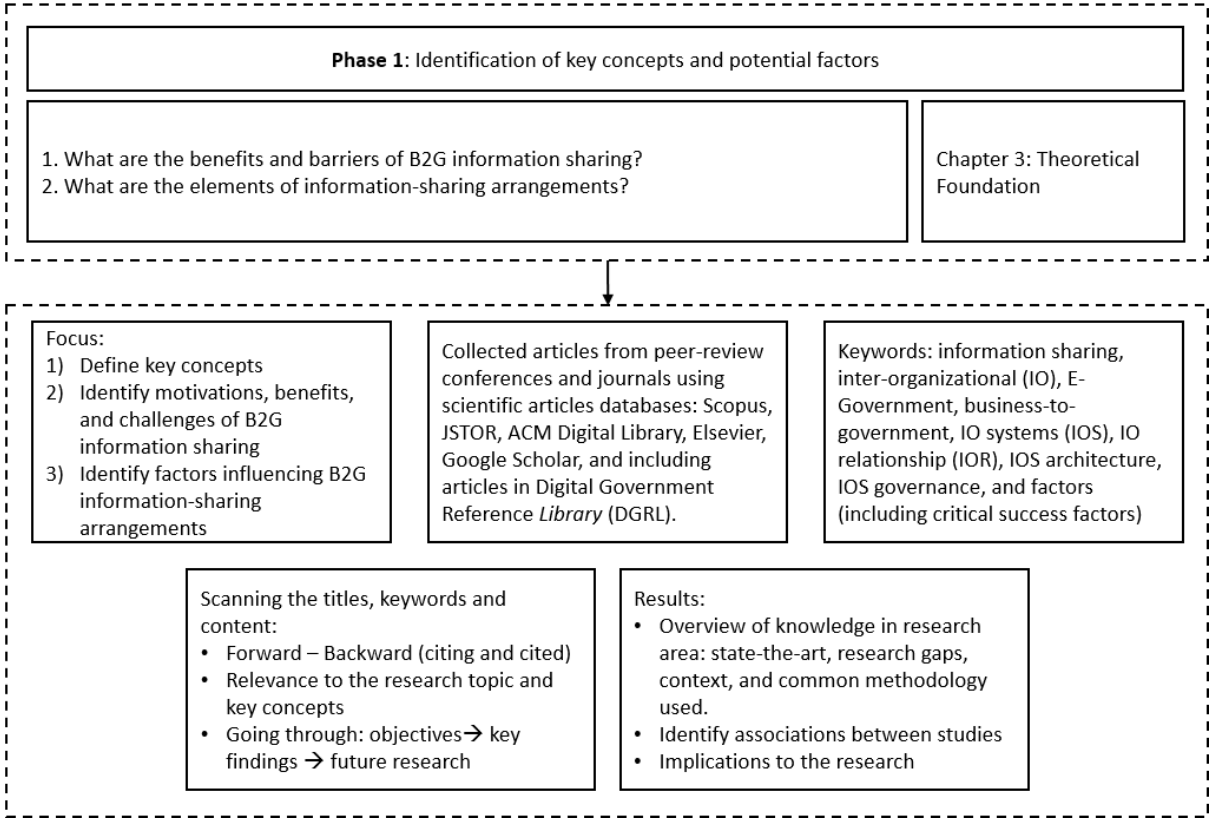 Phase 1: Identification of key concepts and potential factors
1. What are the benefits and barriers of B2G information sharing?
2. What are the elements of information-sharing arrangements?
Chapter 3: Theoretical
Foundation
Focus:
1) Define key concepts
2) Identify motivations, benefits,
and challenges of B2G
information sharing
3) Identify factors influencing B2G
information-sharing
arrangements
Collected articles from peer-review
conferences and journals using
scientific articles databases: Scopus,
JSTOR, ACM Digital Library, Elsevier,
Google Scholar, and including
articles in Digital Government
Reference Library (DGRL).
Keywords: information sharing,
inter-organizational (IO), E-
Government, business-to-
government, IO systems (IOS), IO
relationship (IOR), IOS architecture,
IOS governance, and factors
(including critical success factors)
Scanning the titles, keywords and
content:
• Forward – Backward (citing and cited)
• Relevance to the research topic and
key concepts
• Going through: objectives→ key
findings → future research
Results:
• Overview of knowledge in research
area: state-the-art, research gaps,
context, and common methodology
used.
• Identify associations between studies
• Implications to the research